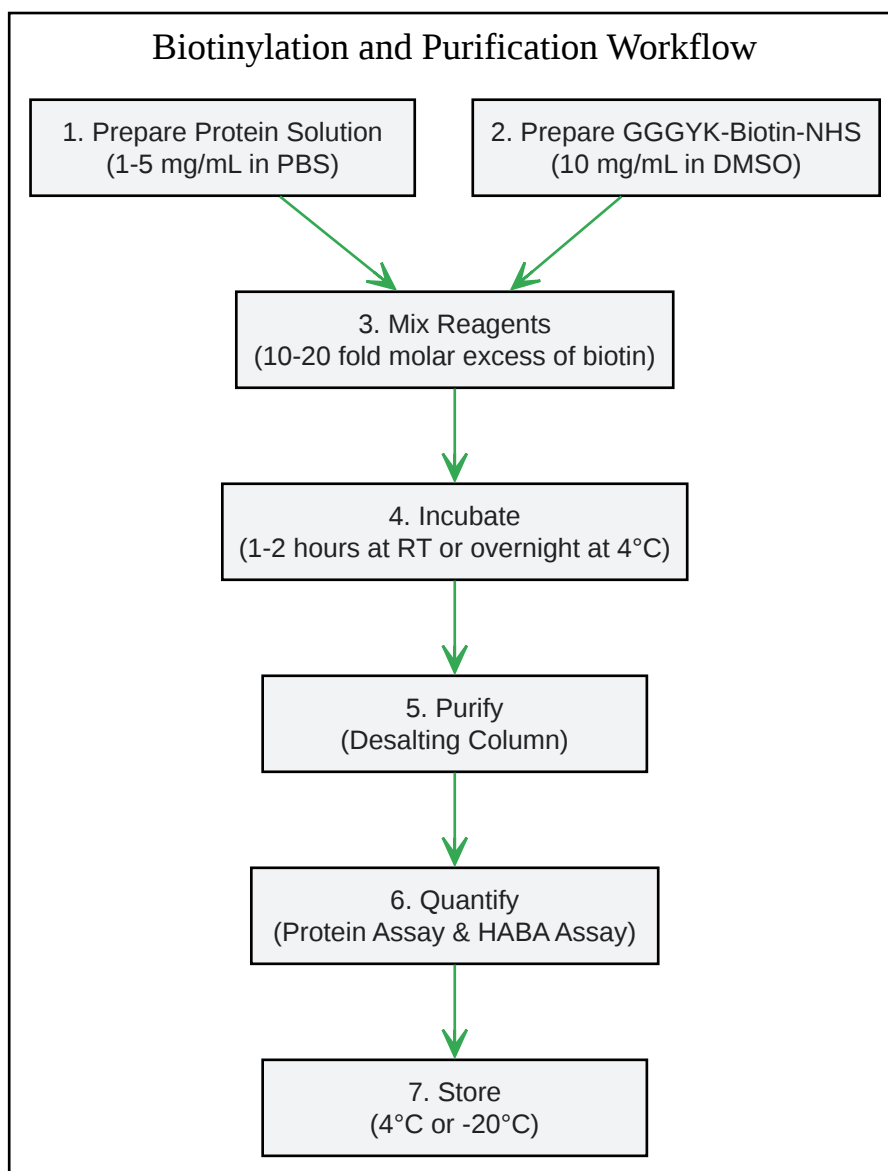 Biotinylation and Purification Workflow
1. Prepare Protein Solution
(1-5 mg/mL in PBS)
2. Prepare GGGYK-Biotin-NHS
(10 mg/mL in DMSO)
3. Mix Reagents
(10-20 fold molar excess of biotin)
4. Incubate
(1-2 hours at RT or overnight at 4°C)
5. Purify
(Desalting Column)
6. Quantify
(Protein Assay & HABA Assay)
7. Store
(4°C or -20°C)